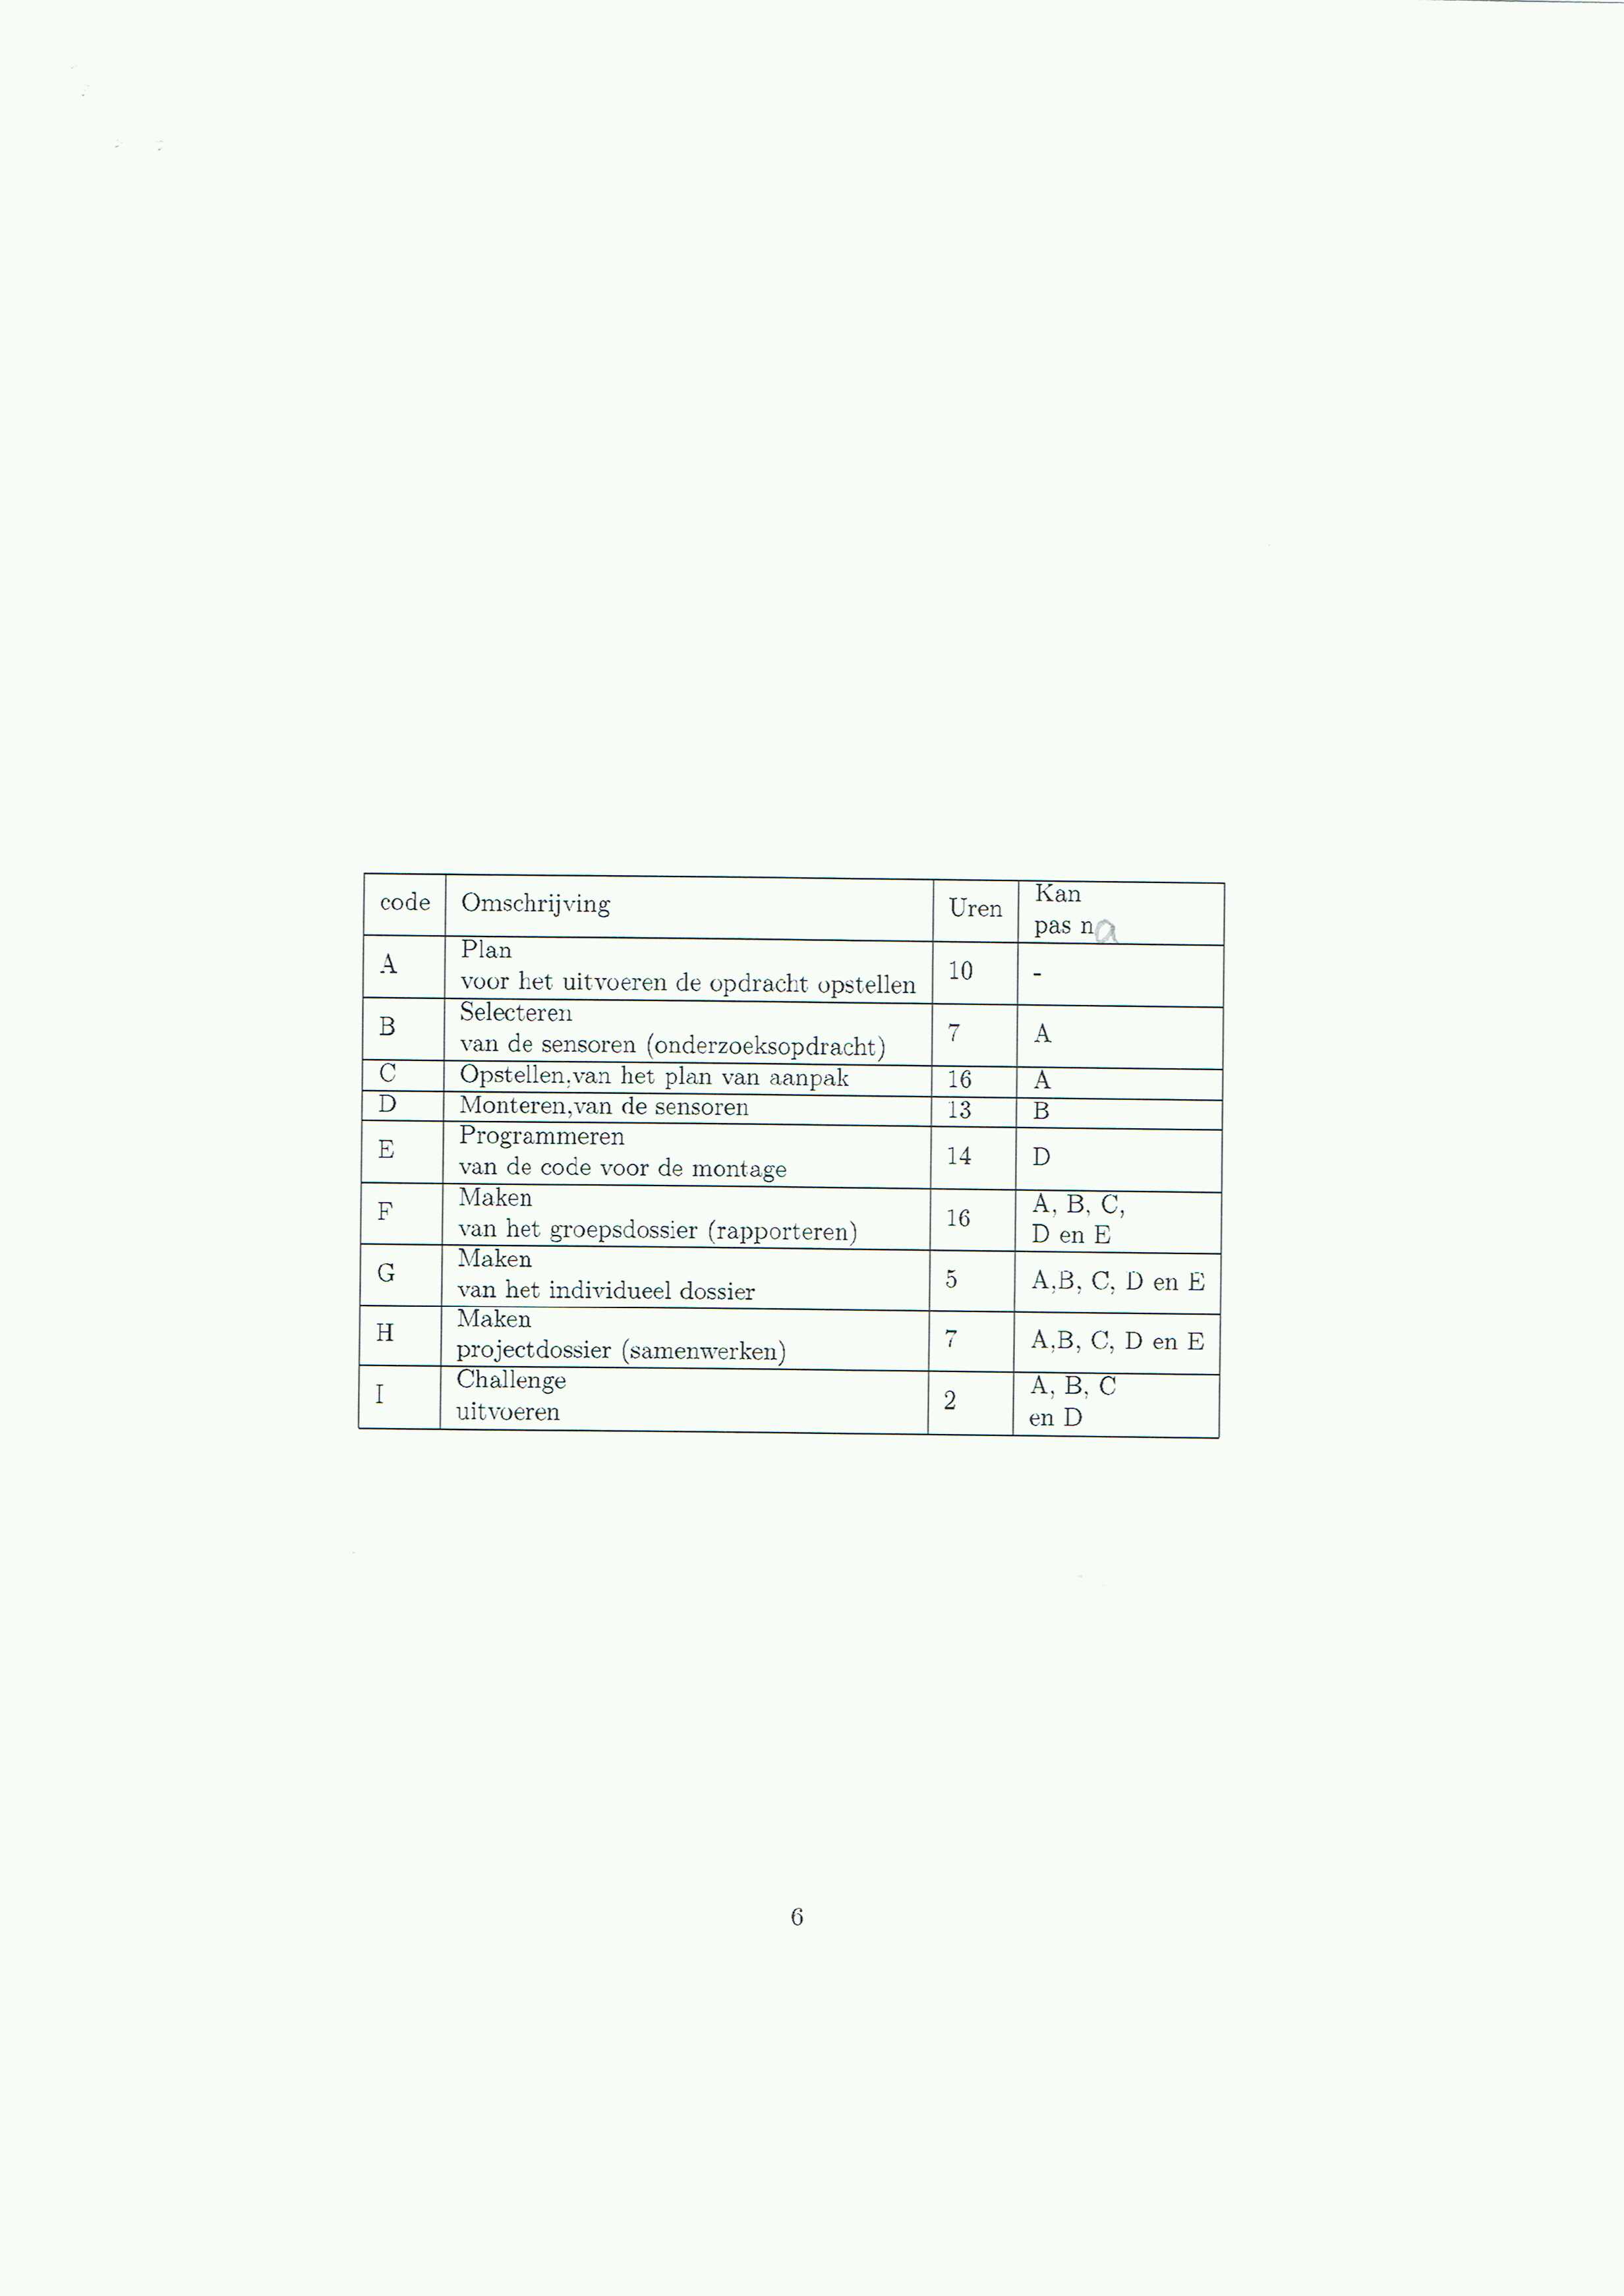 code Omschrijving Uren Kan
pas na
A Plan
voor het uitvoeren de opdracht opstellen 10 -
B Selecteren
van de sensoren (onderzoeksopdracht) 7 A
C Opstellen,van het plan van aanpak 16 A
D Monteren,van de sensoren 13 B
E Programmeren
van de code voor de montage 14 D
F Maken
van het groepsdossier (rapporteren) 16 A, B, C,
D en E
G Maken
van het individueel dossier 5 A,B, C, D en E
H Maken
projectdossier (samenwerken) 7 A,B, C, D en E
I Challenge
uitvoeren 2 A, B, C
en D
6